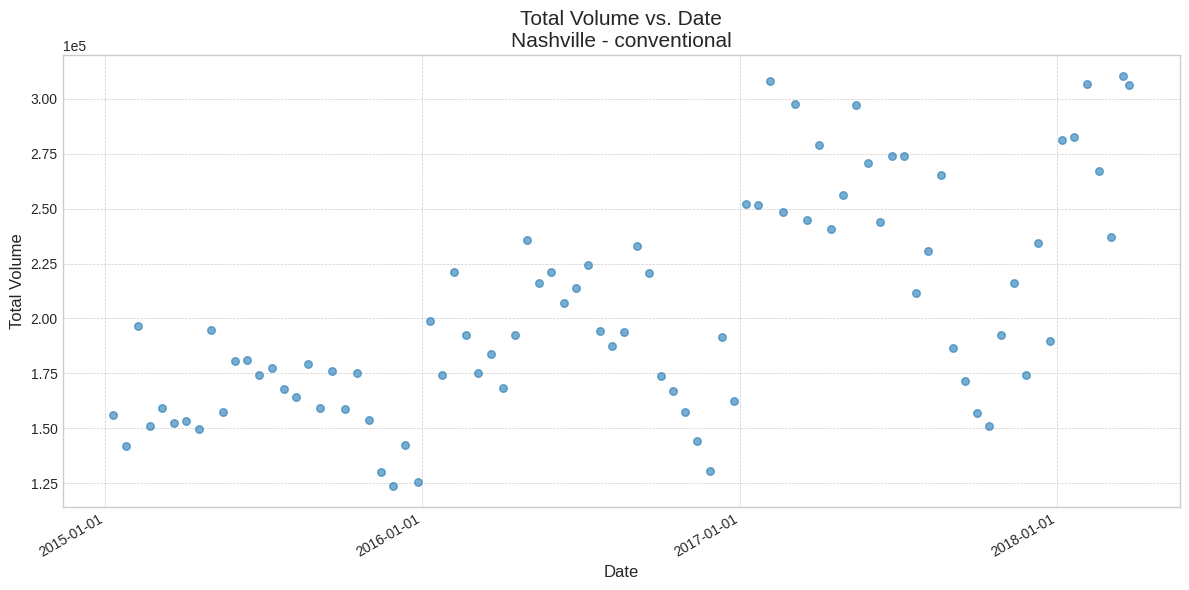 Total Volume vs. Date
Nashville - conventional
1e5
3.00
2.75
2.50
2.25
2.00
1.75
1.50
1.25
Total Volume
2015-01-01
2016-01-01
2017-01-01
2018-01-01
Date